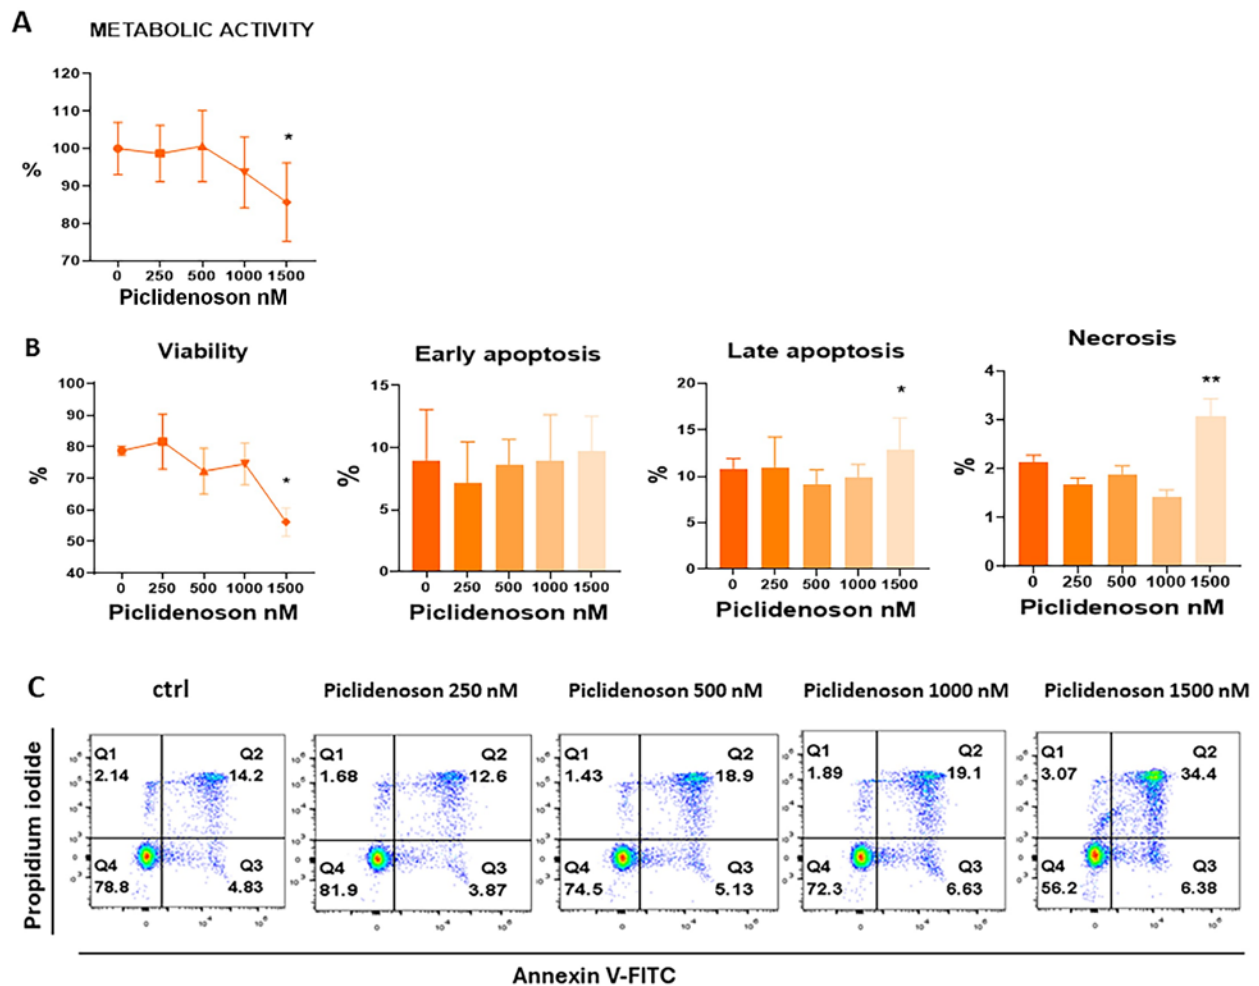 A
METABOLIC ACTIVITY
120
110
100
90
80
70
%
*
0 250 500 1000 1500
Piclidenoson nM
B
Viability
100
90
80
70
60
50
40
%
*
0 250 500 1000 1500
Piclidenoson nM
Early apoptosis
15
10
5
0
%
0 250 500 1000 1500
Piclidenoson nM
Late apoptosis
20
15
10
5
0
%
*
0 250 500 1000 1500
Piclidenoson nM
Necrosis
4
3
2
1
0
%
**
0 250 500 1000 1500
Piclidenoson nM
C
ctrl
Piclidenoson 250 nM
Piclidenoson 500 nM
Piclidenoson 1000 nM
Piclidenoson 1500 nM
Propidium iodide
Q1 Q2
2.14 14.2
Q4 Q3
78.8 4.83
Q1 Q2
1.68 12.6
Q4 Q3
81.9 3.87
Q1 Q2
1.43 18.9
Q4 Q3
74.5 5.13
Q1 Q2
1.89 19.1
Q4 Q3
72.3 6.63
Q1 Q2
3.07 34.4
Q4 Q3
56.2 6.38
Annexin V-FITC